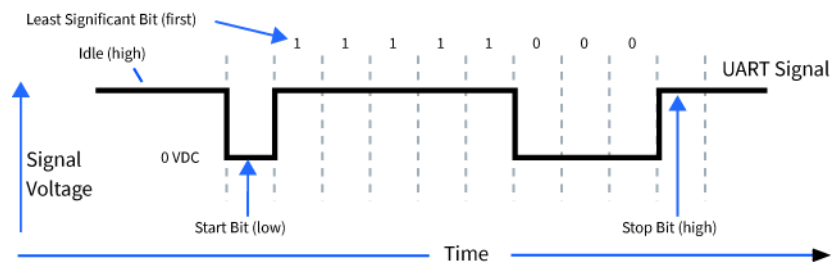 Least Significant Bit (first)
1 1 1 1 1 0 0 0
Idle (high)
UART Signal
Signal
Voltage
0 VDC
Start Bit (low)
Stop Bit (high)
Time